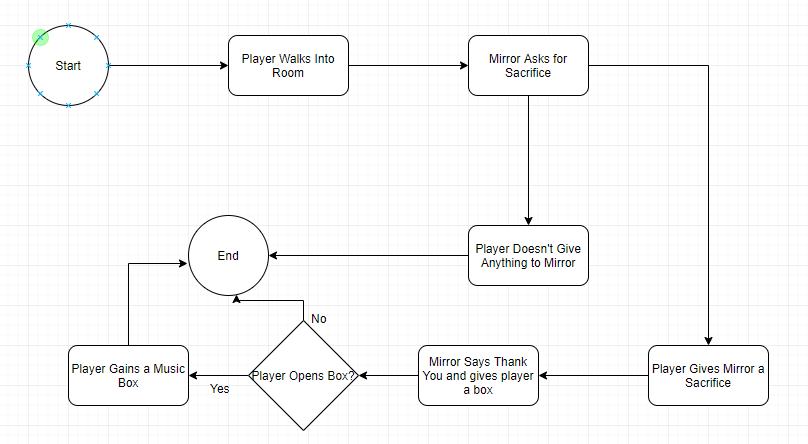 Start
Player Walks Into
Room
Mirror Asks for
Sacrifice
End
Player Doesn't Give
Anything to Mirror
No
Player Gains a Music
Box
Yes
Player Opens Box?
Mirror Says Thank
You and gives player
a box
Player Gives Mirror a
Sacrifice